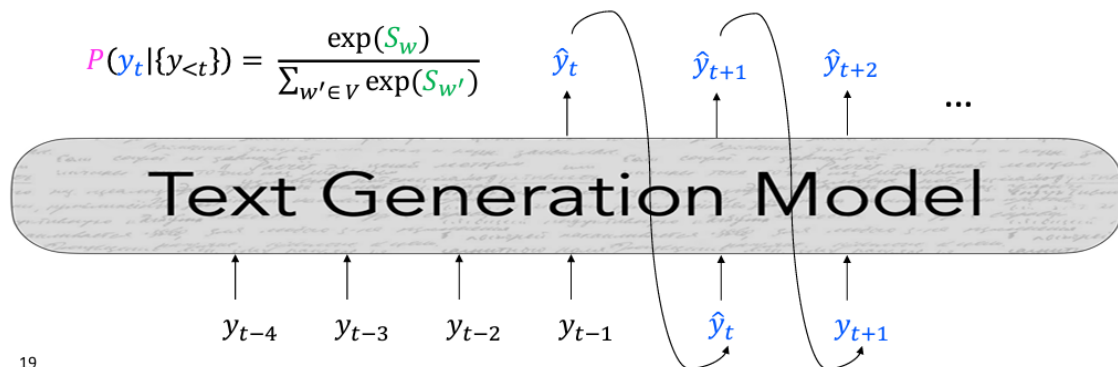 P(y_t|{y_{<t}}) = exp(S_w) / ∑_{w'∈V} exp(S_{w'})
ŷ_t ŷ_{t+1} ŷ_{t+2} ...
Text Generation Model
y_{t−4} y_{t−3} y_{t−2} y_{t−1} ŷ_t y_{t+1}
19